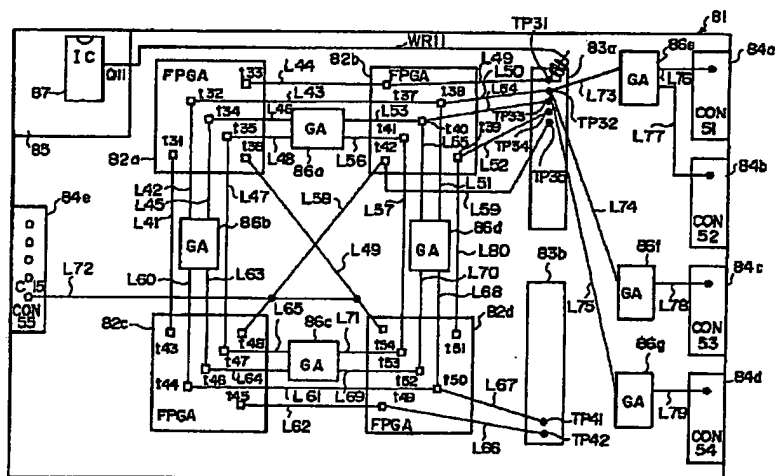 81
IC
Q11
87
WR11
85
TP31
82b
L49
83a
L50
L54
86e
84a
FPGA
t33
L44
FPGA
GA
L76
CON
51
t32
L43
t37
t38
L73
TP32
t34
L46
L53
t40
TP33
t39
L77
84b
t35
GA
t41
L55
TP34
t31
t36
L48
L56
t42
L52
TP35
CON
52
82a
86a
L42
L47
L58
L57
L51
L59
L74
84e
L45
L41
86b
86d
GA
GA
L49
L80
83b
86f
84c
L60
L63
L70
L68
L75
GA
L78
CON
53
L72
C15
CON
55
82c
L65
86c
L71
82d
t43
t48
t54
t51
86g
84d
t47
GA
t53
t46
L64
L69
t52
t50
L67
GA
L79
t44
L61
t45
t49
TP41
FPGA
L62
FPGA
L66
TP42
CON
54